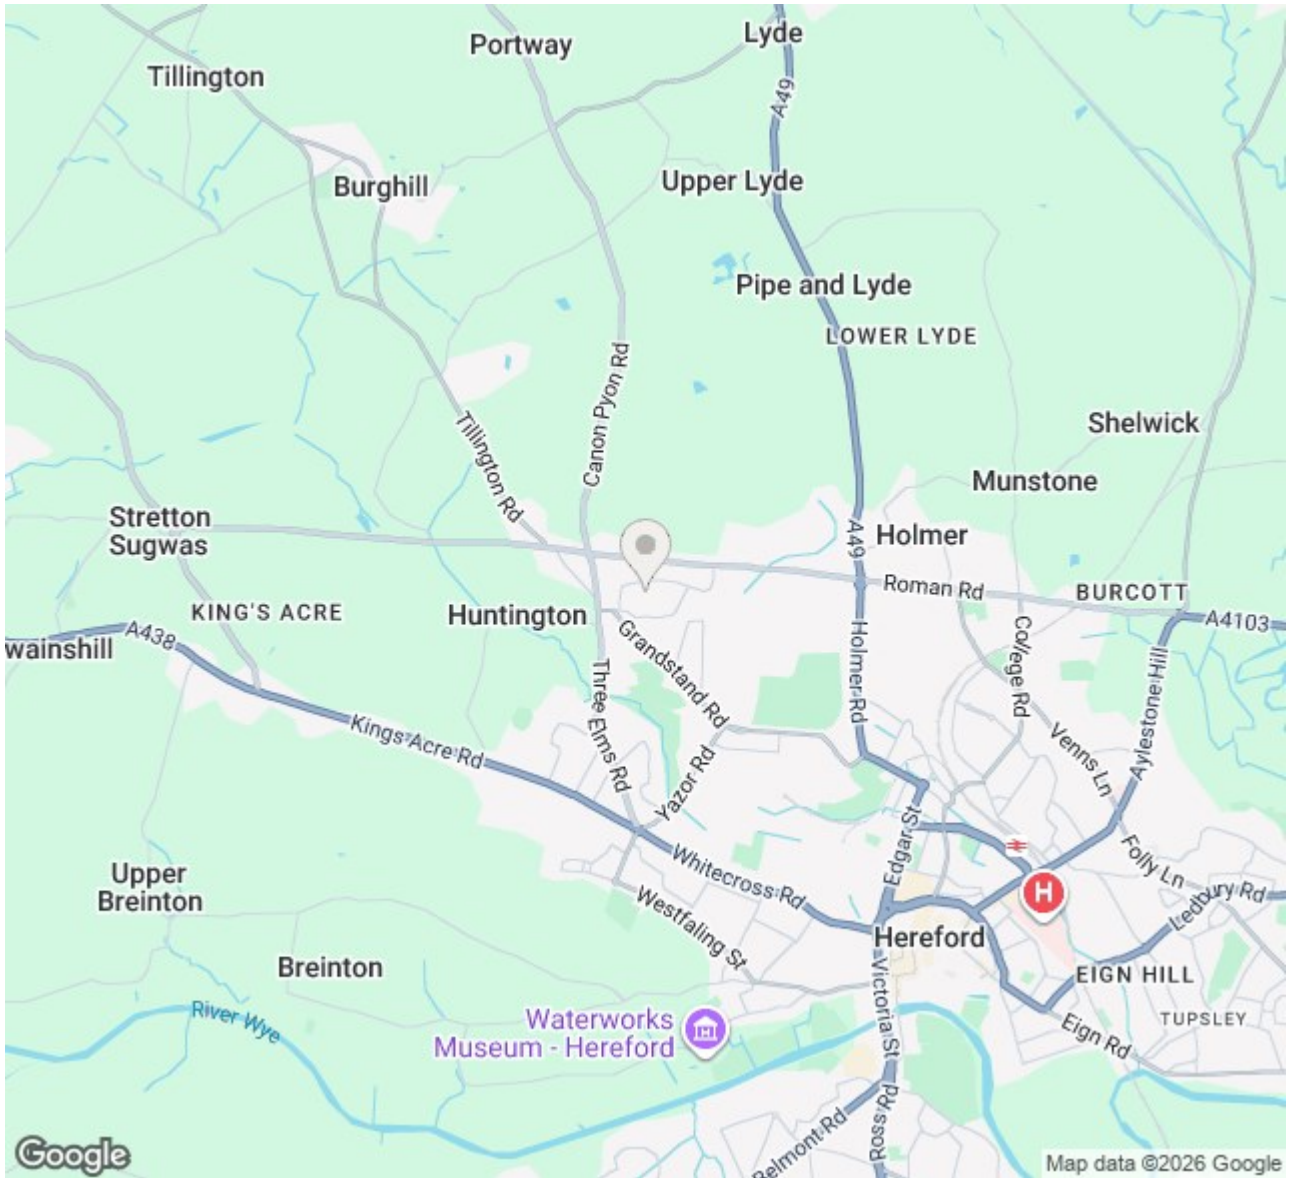 Lyde
Portway
Tillington
A49
Upper Lyde
Burghill
Pipe and Lyde
LOWER LYDE
Canon Pyon Rd
Shelwick
Tillington Rd
Munstone
Stretton
Sugwas
A49
Holmer
Roman Rd
BURCOTT
KING'S ACRE
Huntington
A4103
A438
wainshill
Grandstand Rd
Holmer Rd
College Rd
Aylestone Hill
Three Elms Rd
Kings Acre Rd
Yazor Rd
Venns Ln
Edgar St
Folly Ln
Whitecross Rd
Upper
Breinton
H
Ledbury Rd
Westfaling St
Hereford
Breinton
Victoria St
EIGN HILL
River Wye
Waterworks
Museum - Hereford
TUPSLEY
Eign Rd
Belmont Rd
Ross Rd
Google
Map data ©2026 Google